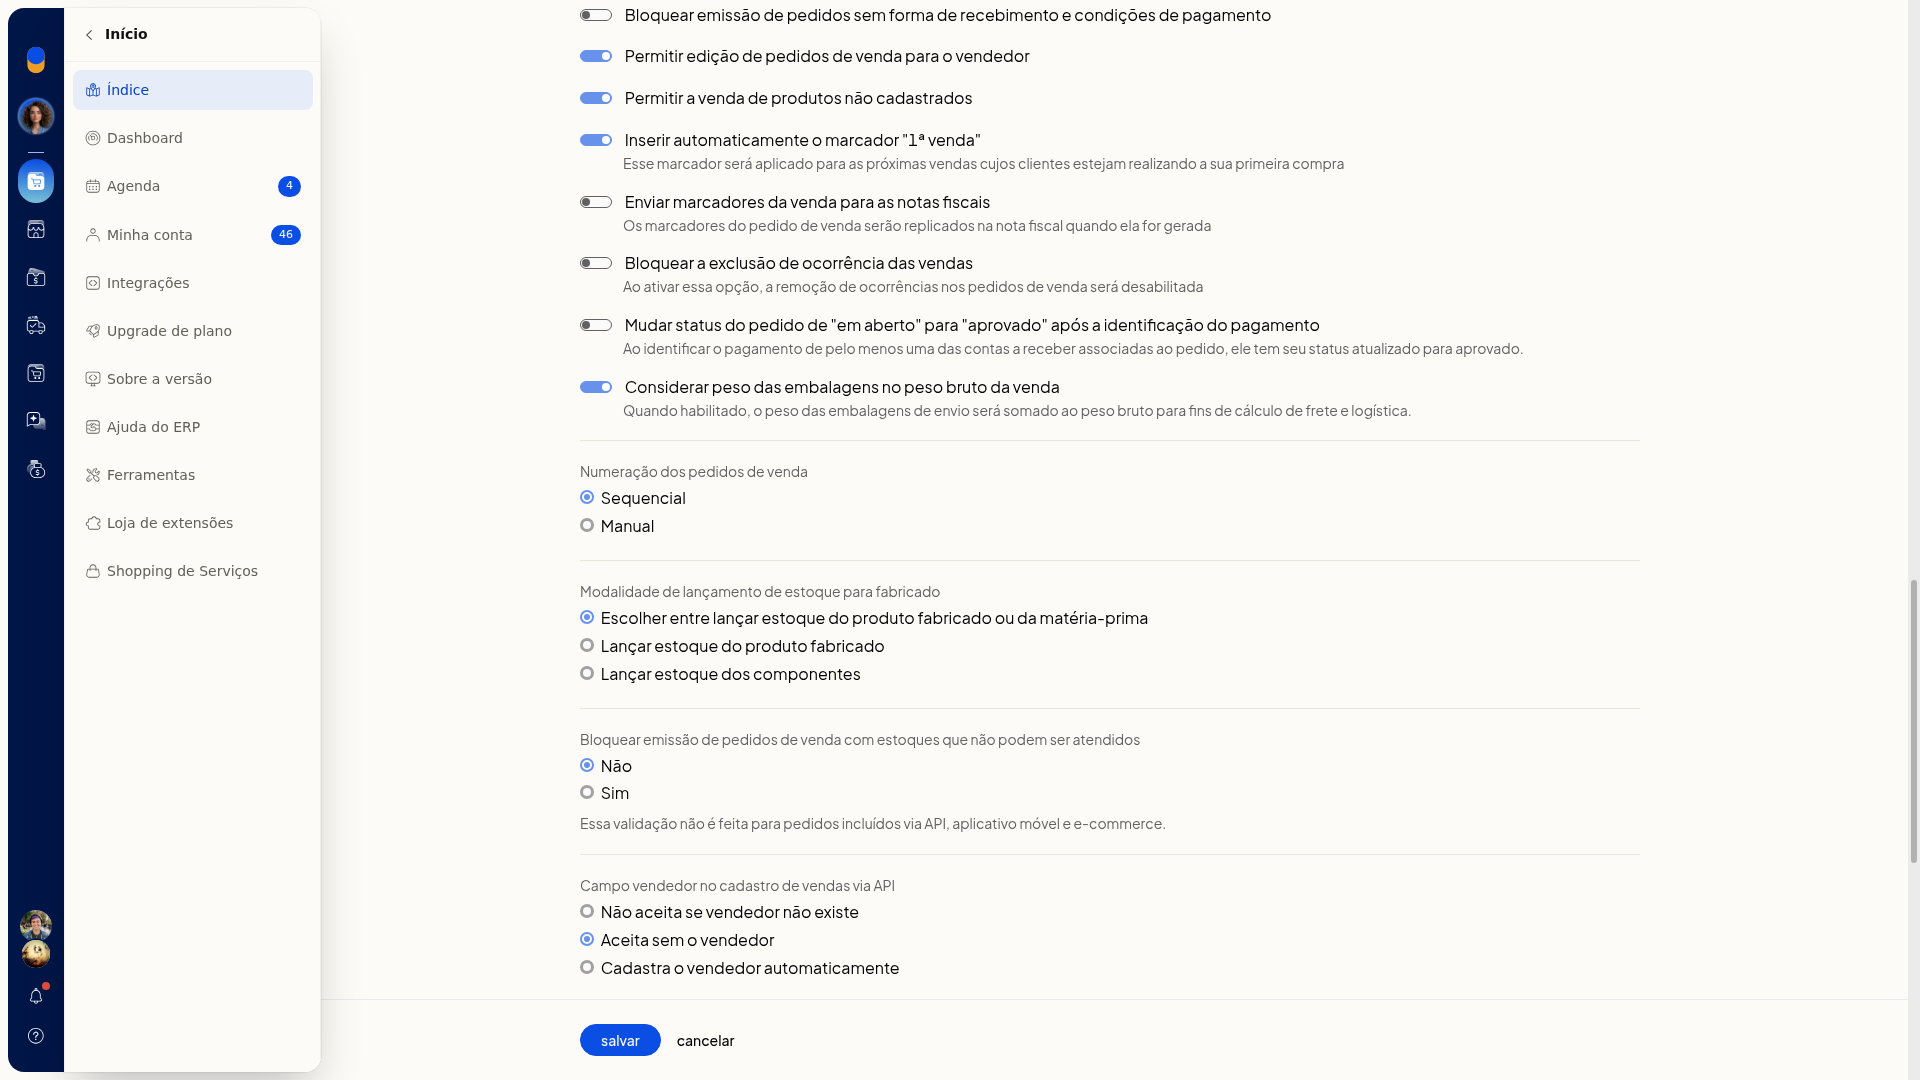 Início
Índice
Dashboard
Agenda
4
Minha conta
46
Integrações
Upgrade de plano
Sobre a versão
Ajuda do ERP
Ferramentas
Loja de extensões
Shopping de Serviços
Bloquear emissão de pedidos sem forma de recebimento e condições de pagamento
Permitir edição de pedidos de venda para o vendedor
Permitir a venda de produtos não cadastrados
Inserir automaticamente o marcador "1ª venda"
Esse marcador será aplicado para as próximas vendas cujos clientes estejam realizando a sua primeira compra
Enviar marcadores da venda para as notas fiscais
Os marcadores do pedido de venda serão replicados na nota fiscal quando ela for gerada
Bloquear a exclusão de ocorrência das vendas
Ao ativar essa opção, a remoção de ocorrências nos pedidos de venda será desabilitada
Mudar status do pedido de "em aberto" para "aprovado" após a identificação do pagamento
Ao identificar o pagamento de pelo menos uma das contas a receber associadas ao pedido, ele tem seu status atualizado para aprovado.
Considerar peso das embalagens no peso bruto da venda
Quando habilitado, o peso das embalagens de envio será somado ao peso bruto para fins de cálculo de frete e logística.
Numeração dos pedidos de venda
Sequencial
Manual
Modalidade de lançamento de estoque para fabricado
Escolher entre lançar estoque do produto fabricado ou da matéria-prima
Lançar estoque do produto fabricado
Lançar estoque dos componentes
Bloquear emissão de pedidos de venda com estoques que não podem ser atendidos
Não
Sim
Essa validação não é feita para pedidos incluídos via API, aplicativo móvel e e-commerce.
Campo vendedor no cadastro de vendas via API
Não aceita se vendedor não existe
Aceita sem o vendedor
Cadastra o vendedor automaticamente
salvar
cancelar